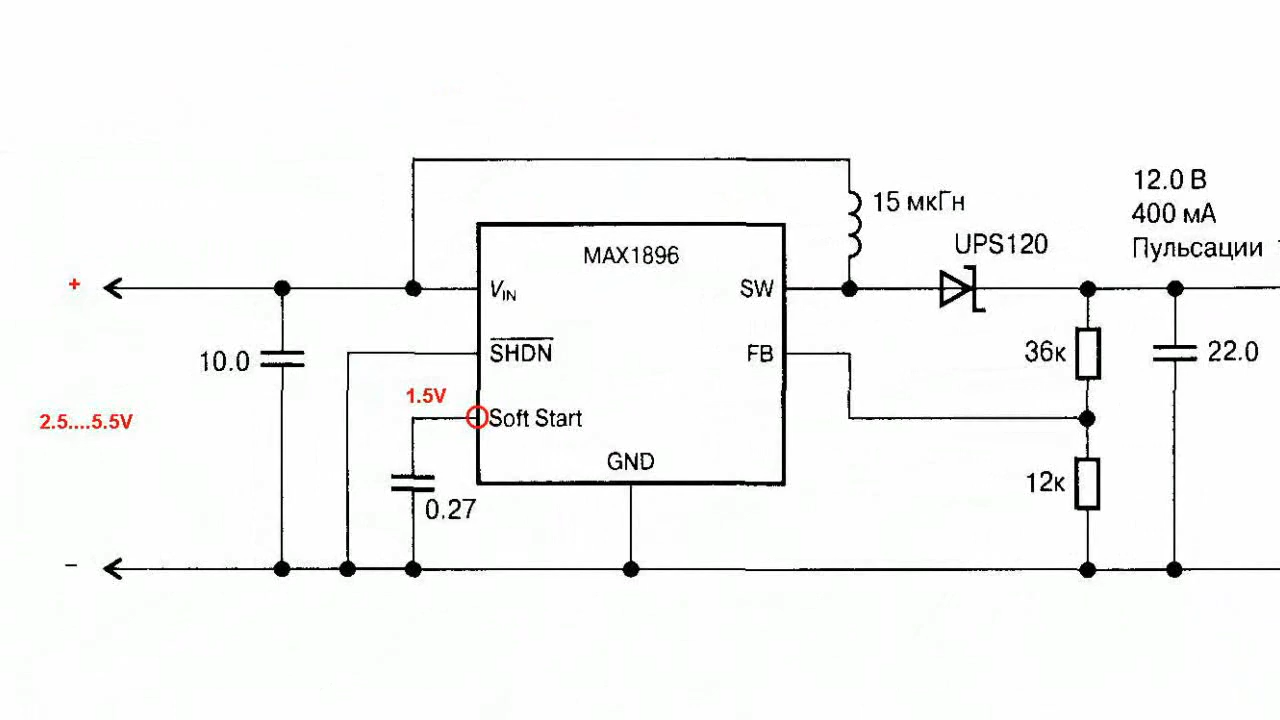 12.0 В
400 мА
Пульсации
15 мкГн
UPS120
MAX1896
+
VIN
SW
10.0
SHDN
FB
36к
22.0
1.5V
2.5....5.5V
Soft Start
GND
12к
0.27
–